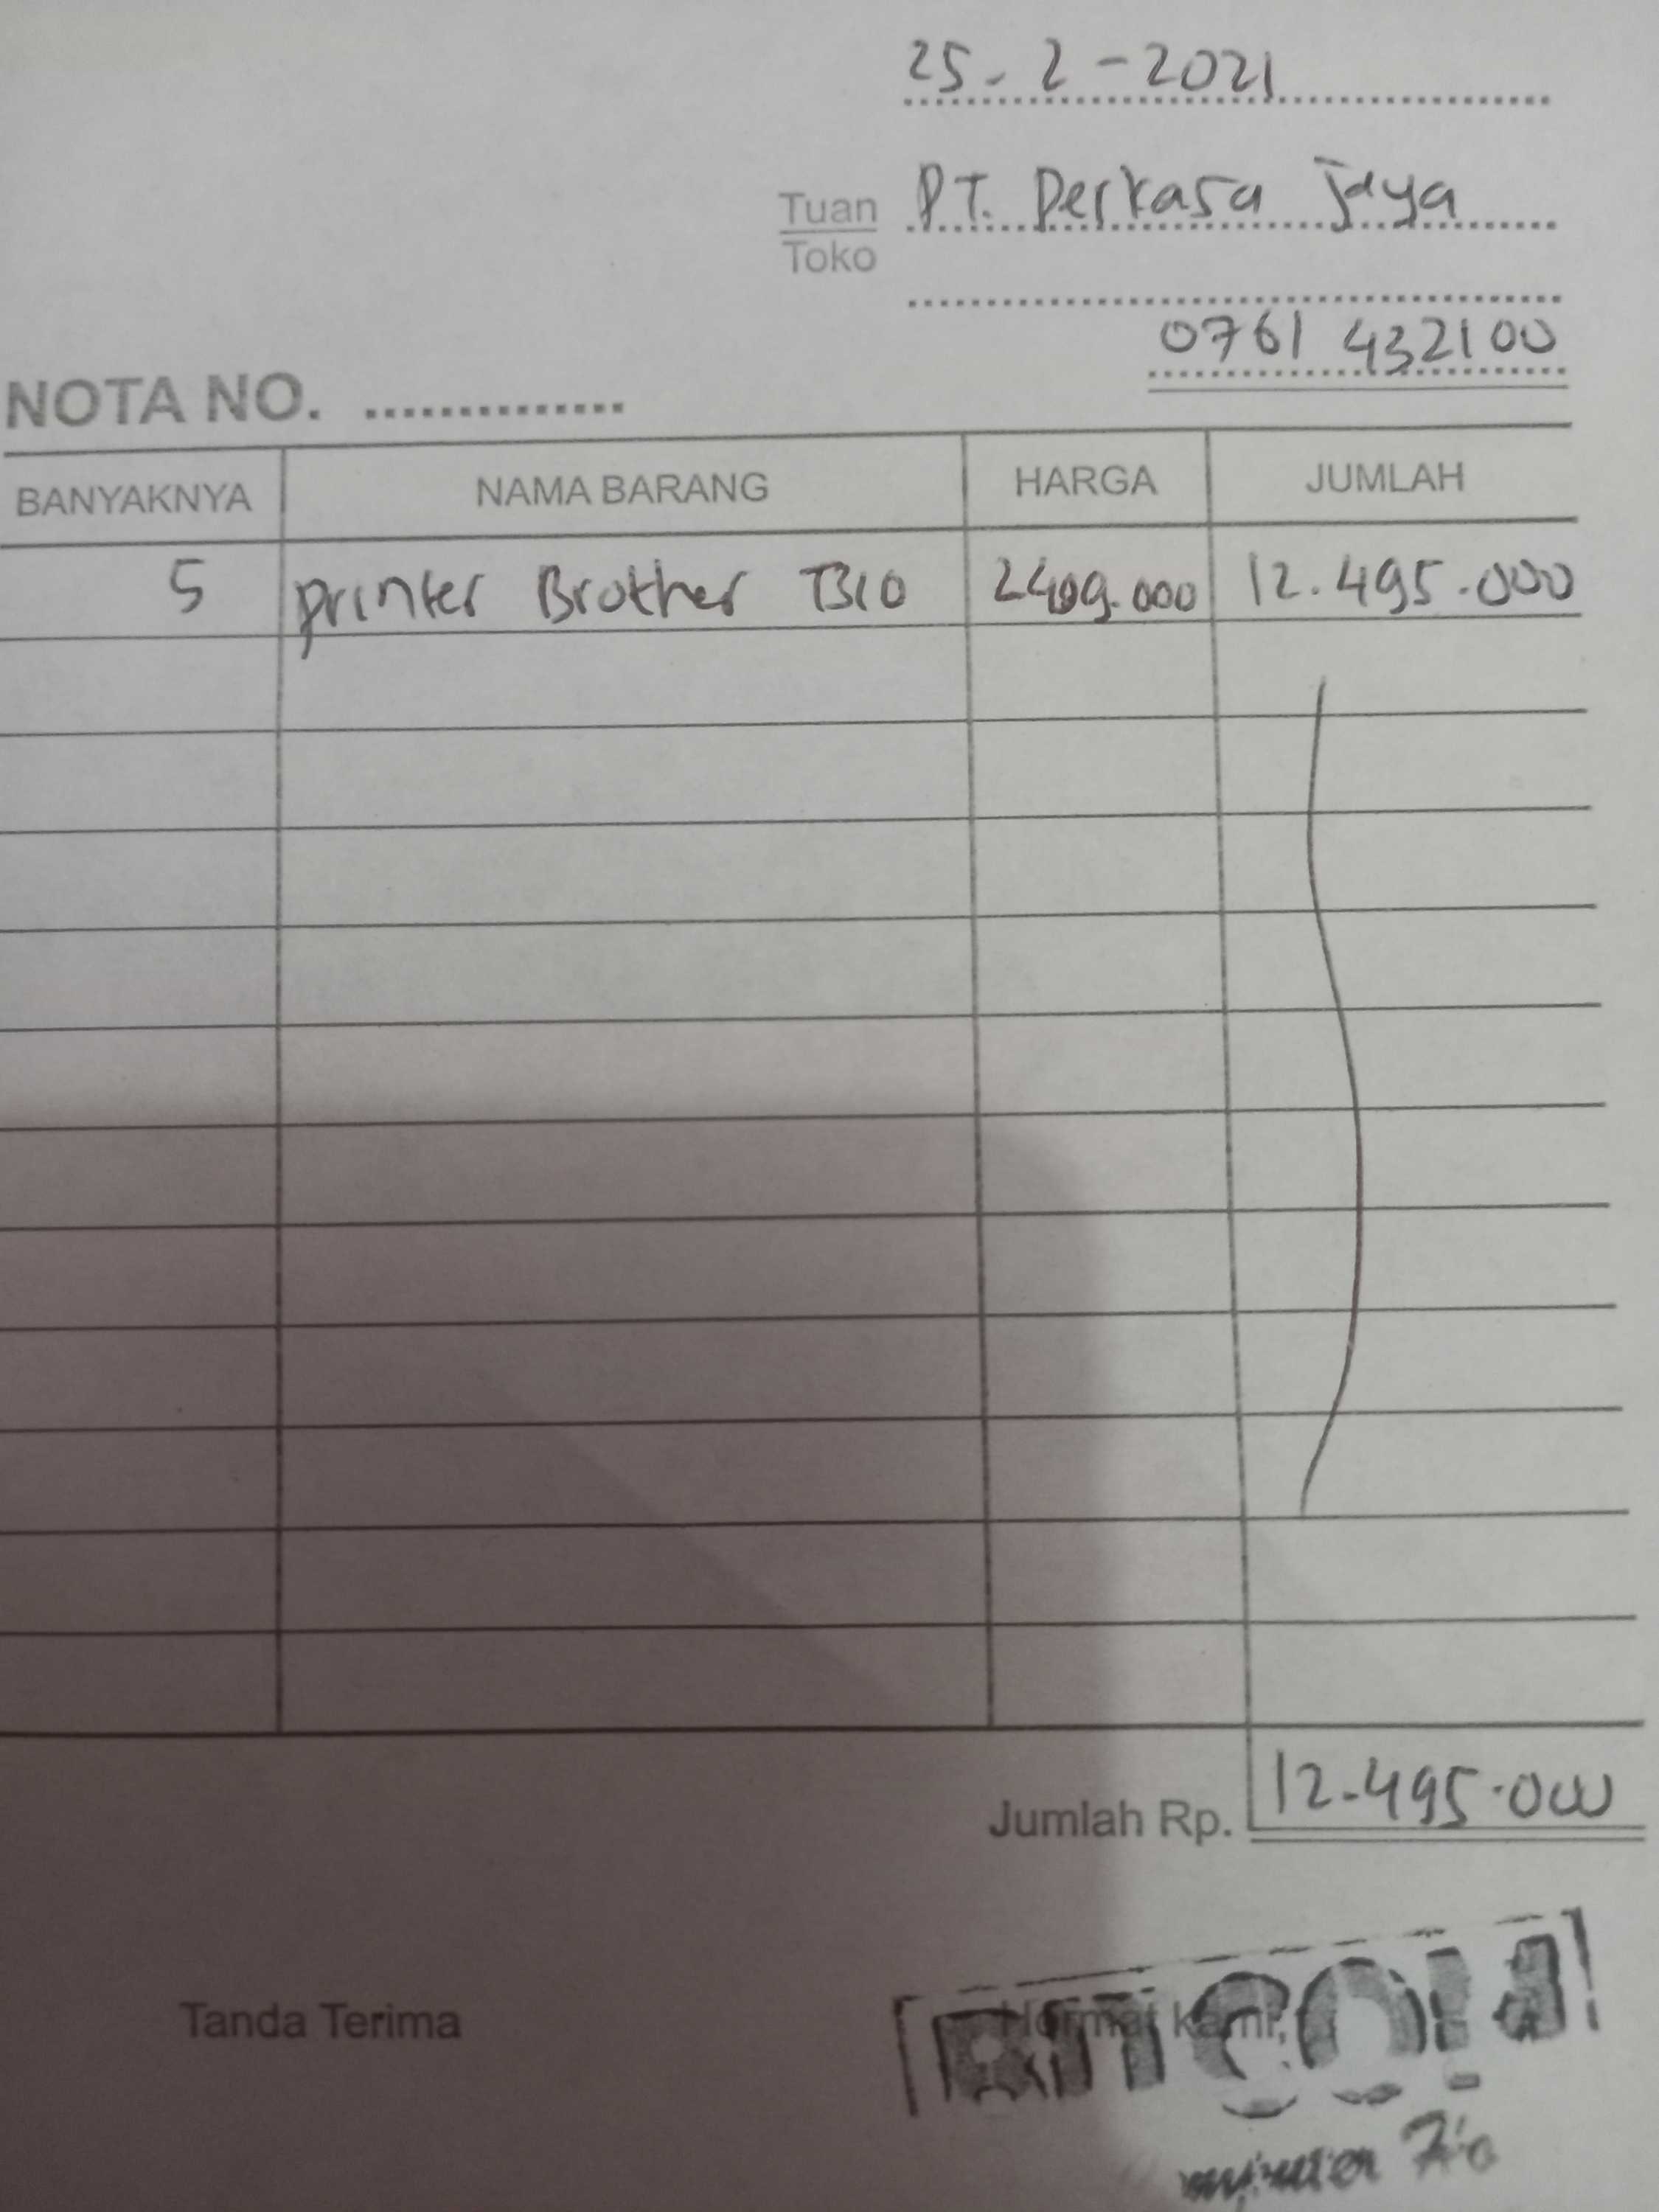 25-2-2021
Tuan PT. Perkasa Jaya
Toko
0761 432100
NOTA NO. ..............
BANYAKNYA NAMA BARANG HARGA JUMLAH
5 printer Brother T310 2499.000 12.495.000
Jumlah Rp. 12.495.000
Tanda Terima Hormat Kami,